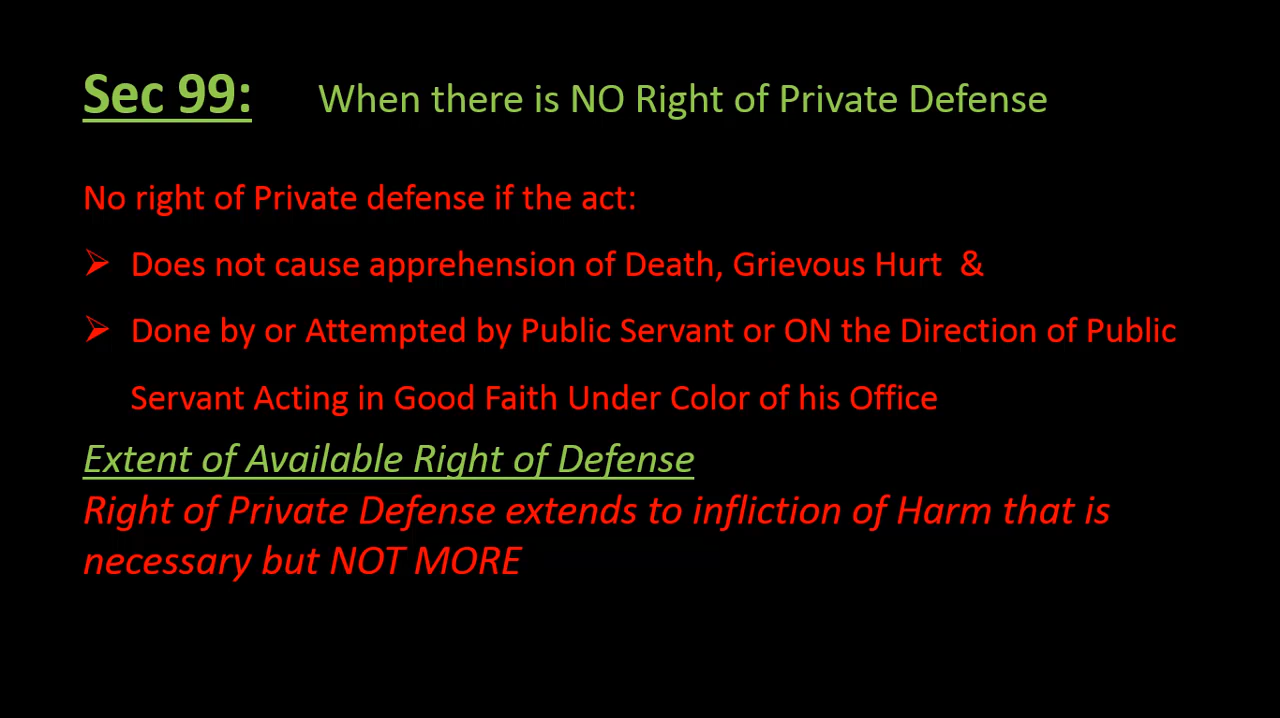 Sec 99: When there is NO Right of Private Defense
No right of Private defense if the act:
➢ Does not cause apprehension of Death, Grievous Hurt &
➢ Done by or Attempted by Public Servant or ON the Direction of Public
Servant Acting in Good Faith Under Color of his Office
Extent of Available Right of Defense
Right of Private Defense extends to infliction of Harm that is
necessary but NOT MORE